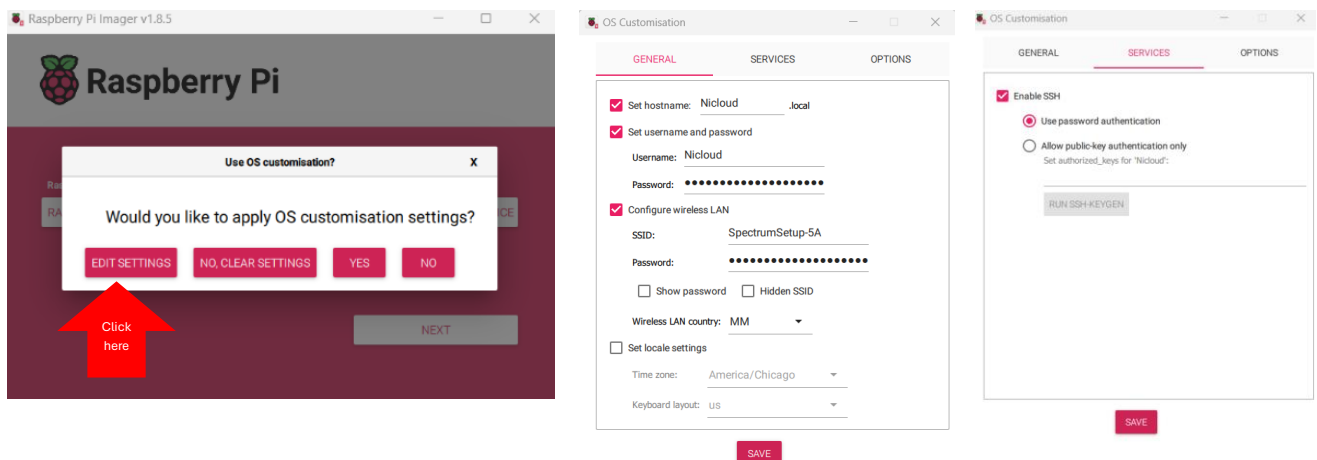 Raspberry Pi Imager v1.8.5
Raspberry Pi
Use OS customisation?
X
Ras
RA
ICE
Would you like to apply OS customisation settings?
EDIT SETTINGS
NO, CLEAR SETTINGS
YES
NO
Click
here
NEXT
OS Customisation
GENERAL SERVICES OPTIONS
Set hostname: Nicloud .local
Set username and password
Username: Nicloud
Password: ••••••••••••••••••••
Configure wireless LAN
SSID: SpectrumSetup-5A
Password: ••••••••••••••••••••
Show password Hidden SSID
Wireless LAN country: MM
Set locale settings
Time zone: America/Chicago
Keyboard layout: us
SAVE
OS Customisation
GENERAL SERVICES OPTIONS
Enable SSH
Use password authentication
Allow public-key authentication only
Set authorized_keys for 'Nicloud':
RUN SSH-KEYGEN
SAVE